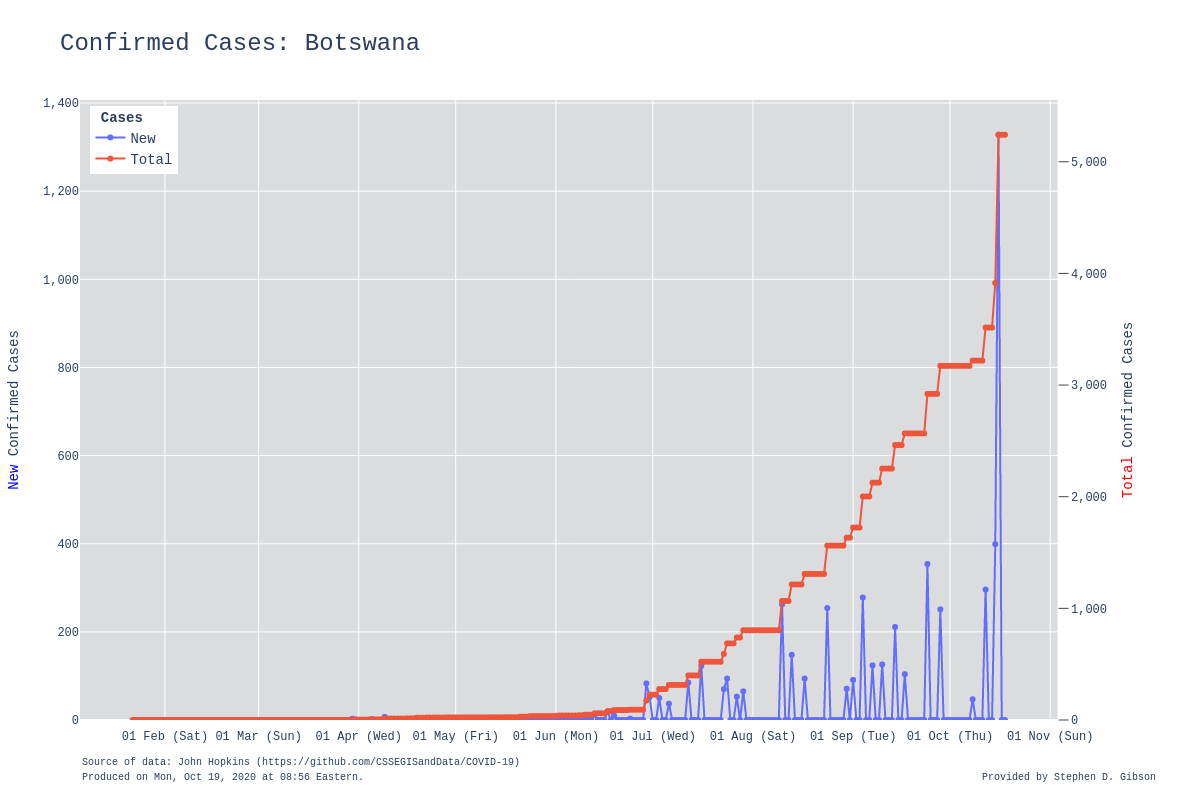 Confirmed Cases: Botswana
Cases
New
Total
1,400
1,200
1,000
800
600
400
200
0
5,000
4,000
3,000
2,000
1,000
0
New Confirmed Cases
Total Confirmed Cases
01 Feb (Sat) 01 Mar (Sun) 01 Apr (Wed) 01 May (Fri) 01 Jun (Mon) 01 Jul (Wed) 01 Aug (Sat) 01 Sep (Tue) 01 Oct (Thu) 01 Nov (Sun)
Source of data: John Hopkins (https://github.com/CSSEGISandData/COVID-19)
Produced on Mon, Oct 19, 2020 at 08:56 Eastern.
Provided by Stephen D. Gibson